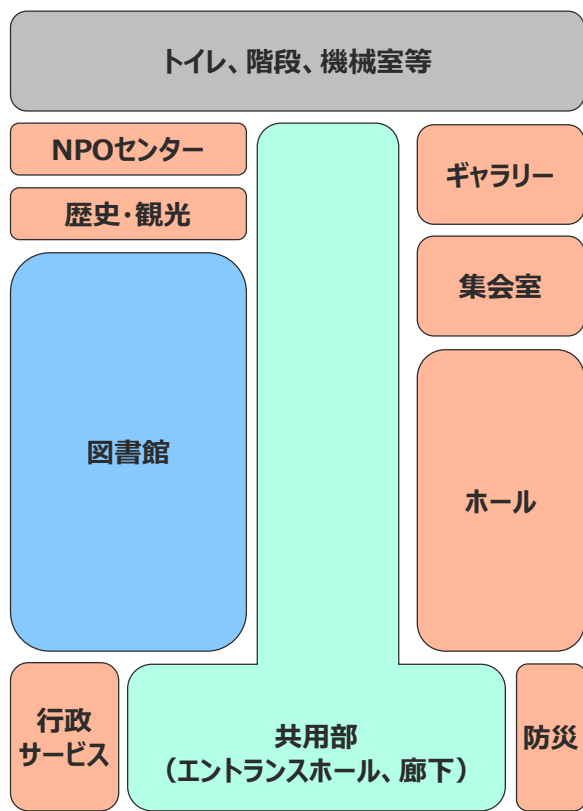 トイレ、階段、機械室等
NPOセンター
ギャラリー
歴史・観光
集会室
図書館
ホール
行政
サービス
共用部
（エントランスホール、廊下）
防災